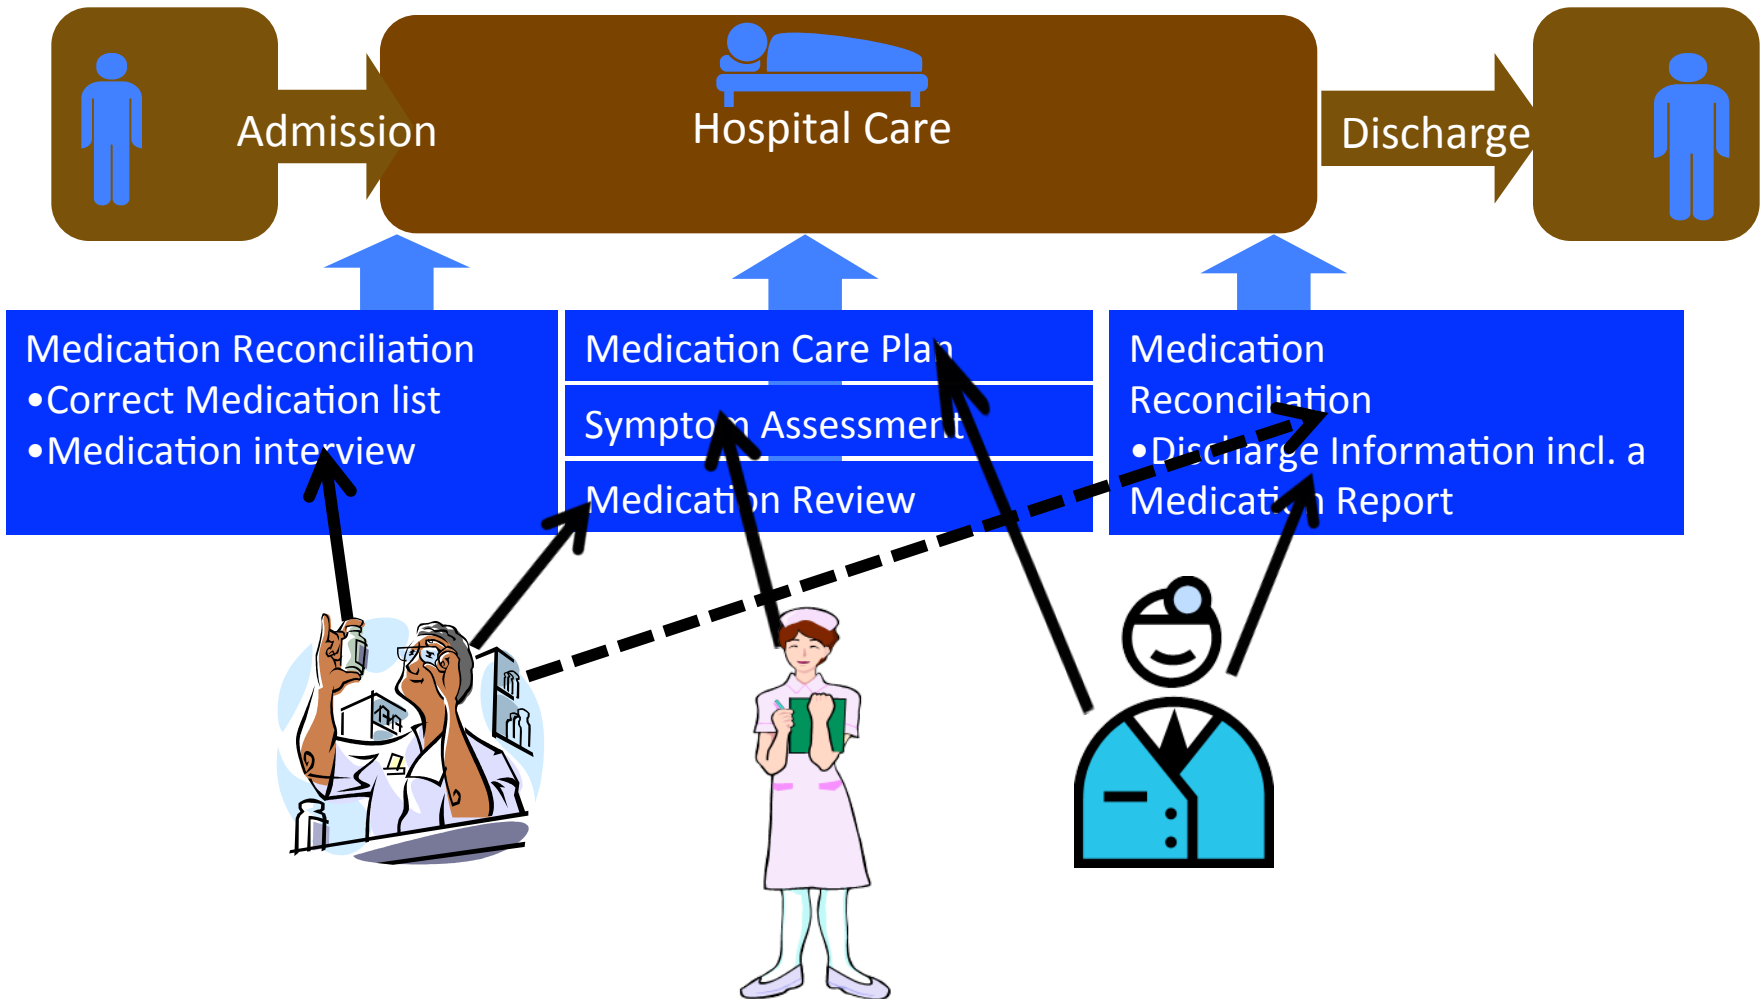 Admission
Hospital Care
Discharge
Medication Reconciliation
•Correct Medication list
•Medication interview
Medication Care Plan
Symptom Assessment
Medication Review
Medication
Reconciliation
•Discharge Information incl. a
Medication Report